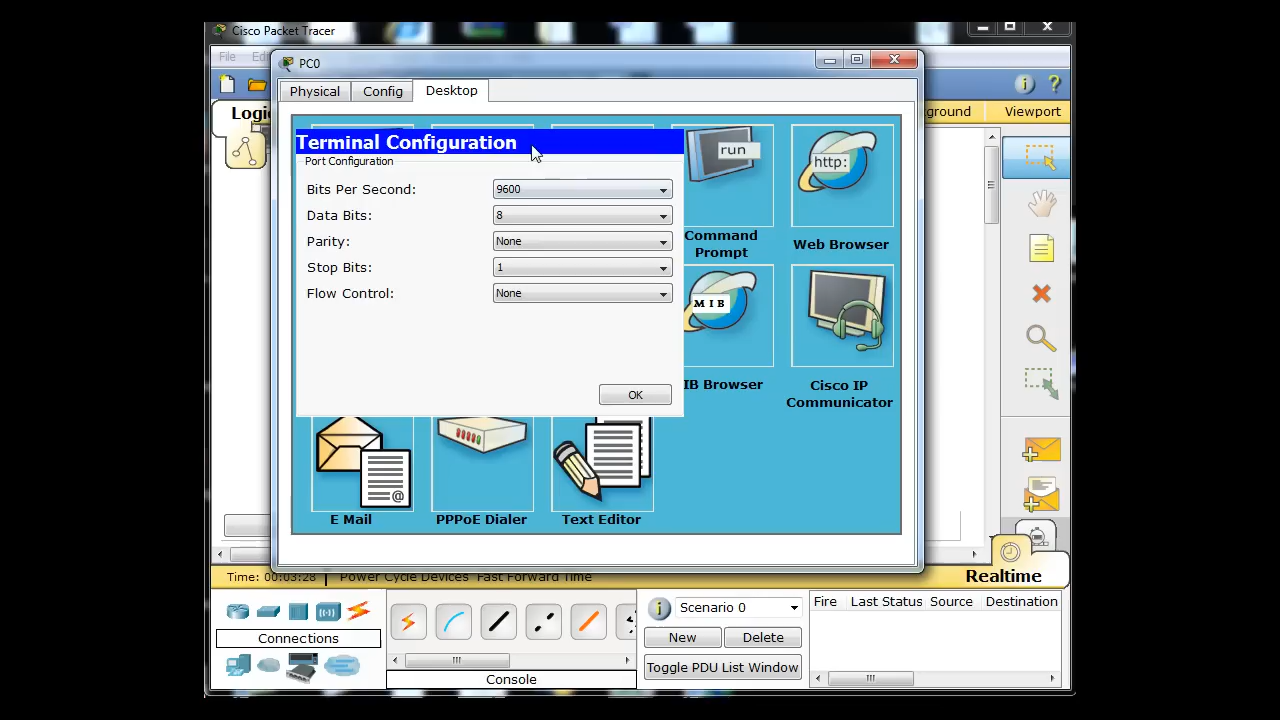 Cisco Packet Tracer
File
PC0
Physical
Config
Desktop
Viewport
Terminal Configuration
Port Configuration
Bits Per Second:
9600
Data Bits:
8
Parity:
None
Stop Bits:
1
Flow Control:
None
OK
run
http:
Command
Prompt
Web Browser
MIB
IB Browser
Cisco IP
Communicator
@
E Mail
PPPoE Dialer
Text Editor
Time: 00:03:28
Power Cycle Devices
Fast Forward Time
Realtime
Connections
Console
Scenario 0
New
Delete
Toggle PDU List Window
Fire
Last Status
Source
Destination